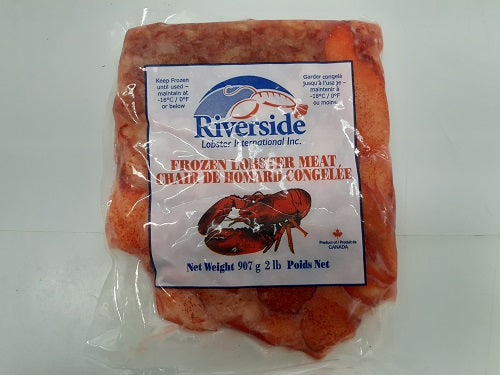 Keep Frozen
until used –
maintain at
-18°C / 0°F
or below
Garder congelé
jusqu'à l'usage –
maintenir à
-18°C / 0°F
ou moins
Riverside
Lobster International Inc.
FROZEN LOBSTER MEAT
CHAIR DE HOMARD CONGELÉE
Product of / Produit de
CANADA
Net Weight 907 g 2 lb Poids Net